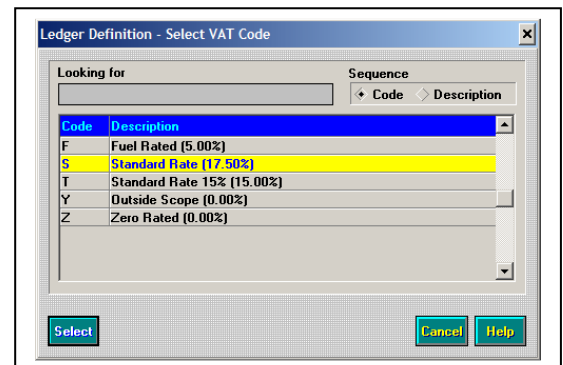 Ledger Definition - Select VAT Code
Looking for
Sequence
Code Description
Code Description
F Fuel Rated (5.00%)
S Standard Rate (17.50%)
T Standard Rate 15% (15.00%)
Y Outside Scope (0.00%)
Z Zero Rated (0.00%)
Select Cancel Help